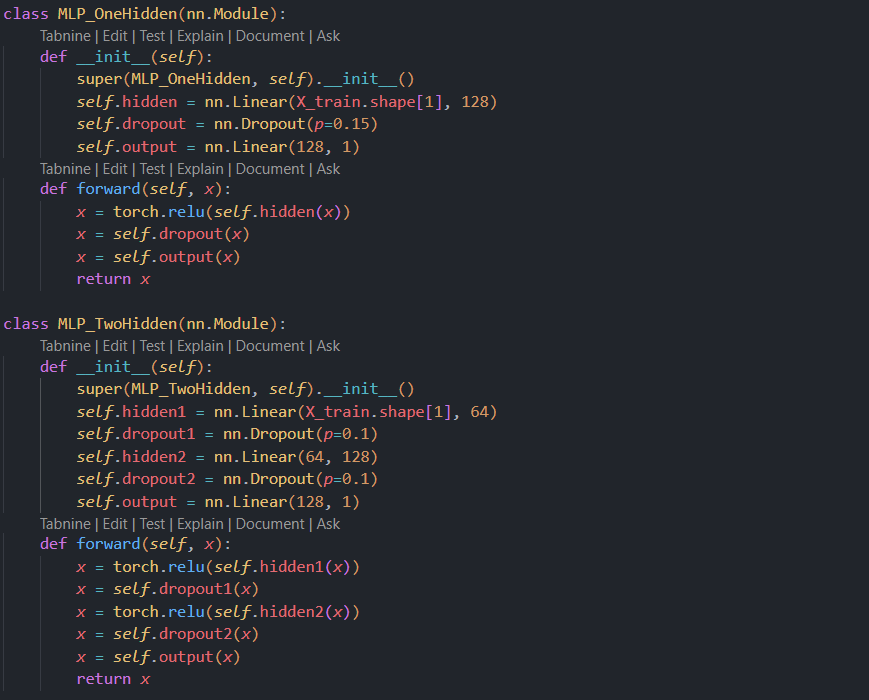 class MLP_OneHidden(nn.Module):
Tabnine | Edit | Test | Explain | Document | Ask
def __init__(self):
super(MLP_OneHidden, self).__init__()
self.hidden = nn.Linear(X_train.shape[1], 128)
self.dropout = nn.Dropout(p=0.15)
self.output = nn.Linear(128, 1)
Tabnine | Edit | Test | Explain | Document | Ask
def forward(self, x):
x = torch.relu(self.hidden(x))
x = self.dropout(x)
x = self.output(x)
return x
class MLP_TwoHidden(nn.Module):
Tabnine | Edit | Test | Explain | Document | Ask
def __init__(self):
super(MLP_TwoHidden, self).__init__()
self.hidden1 = nn.Linear(X_train.shape[1], 64)
self.dropout1 = nn.Dropout(p=0.1)
self.hidden2 = nn.Linear(64, 128)
self.dropout2 = nn.Dropout(p=0.1)
self.output = nn.Linear(128, 1)
Tabnine | Edit | Test | Explain | Document | Ask
def forward(self, x):
x = torch.relu(self.hidden1(x))
x = self.dropout1(x)
x = torch.relu(self.hidden2(x))
x = self.dropout2(x)
x = self.output(x)
return x